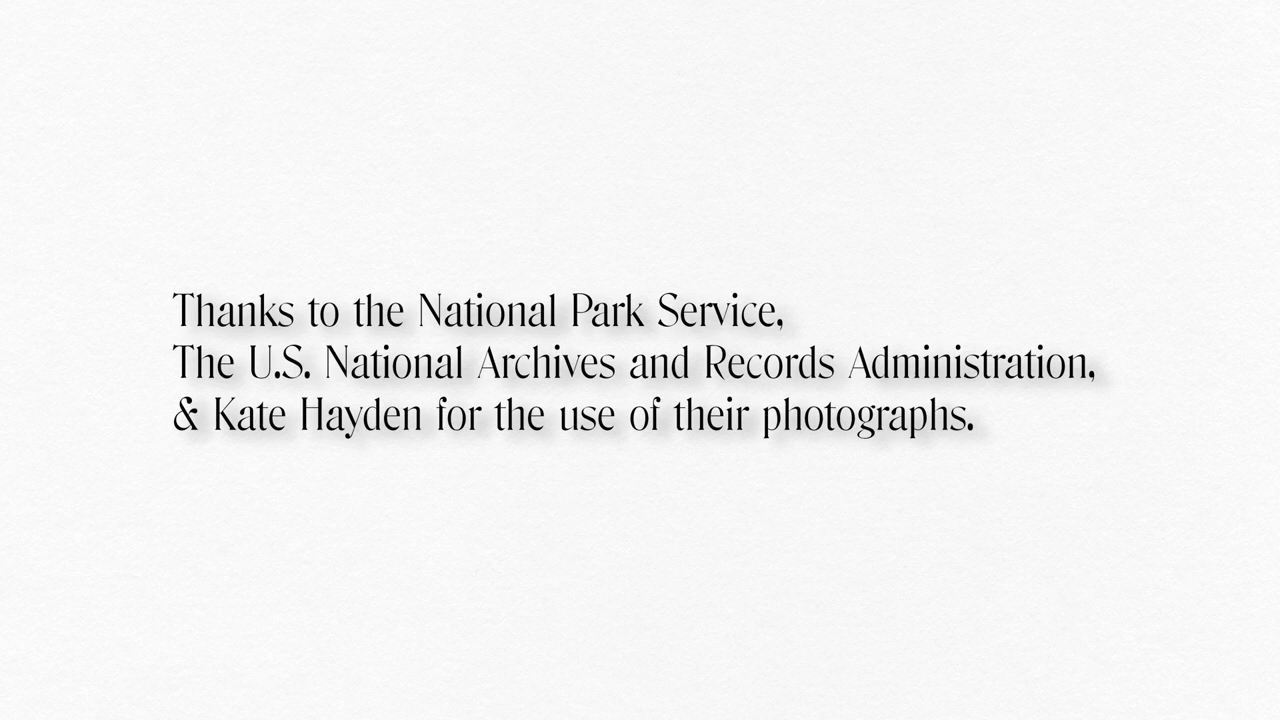 Thanks to the National Park Service,
The U.S. National Archives and Records Administration,
& Kate Hayden for the use of their photographs.